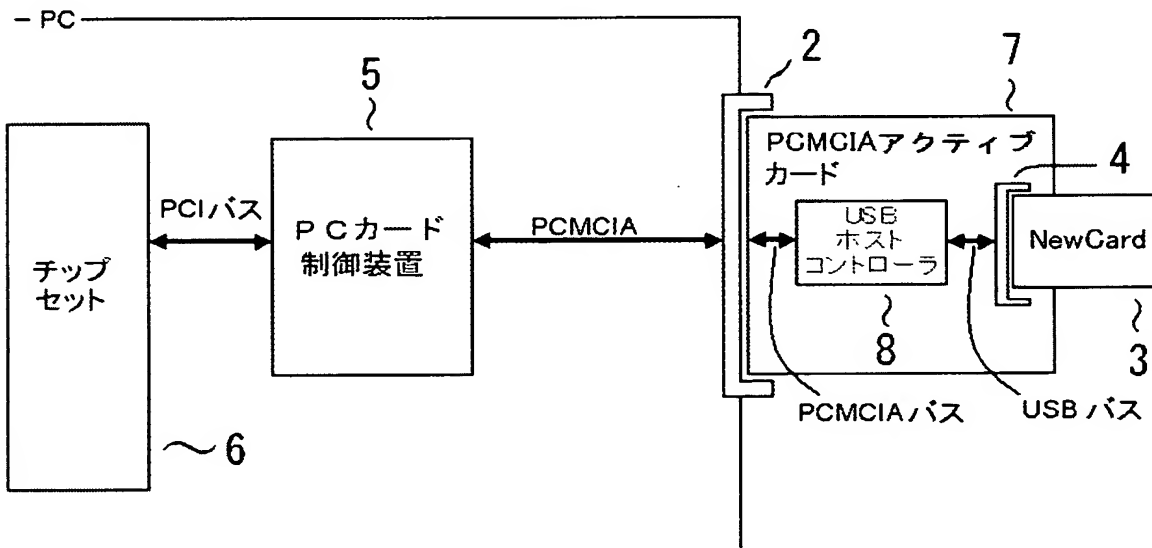 PC
2
7
5
PCMCIAアクティブ
カード
4
PCIバス
PCカード
制御装置
PCMCIA
USB
ホスト
コントローラ
NewCard
チップ
セット
8
3
PCMCIAバス
USB バス
6